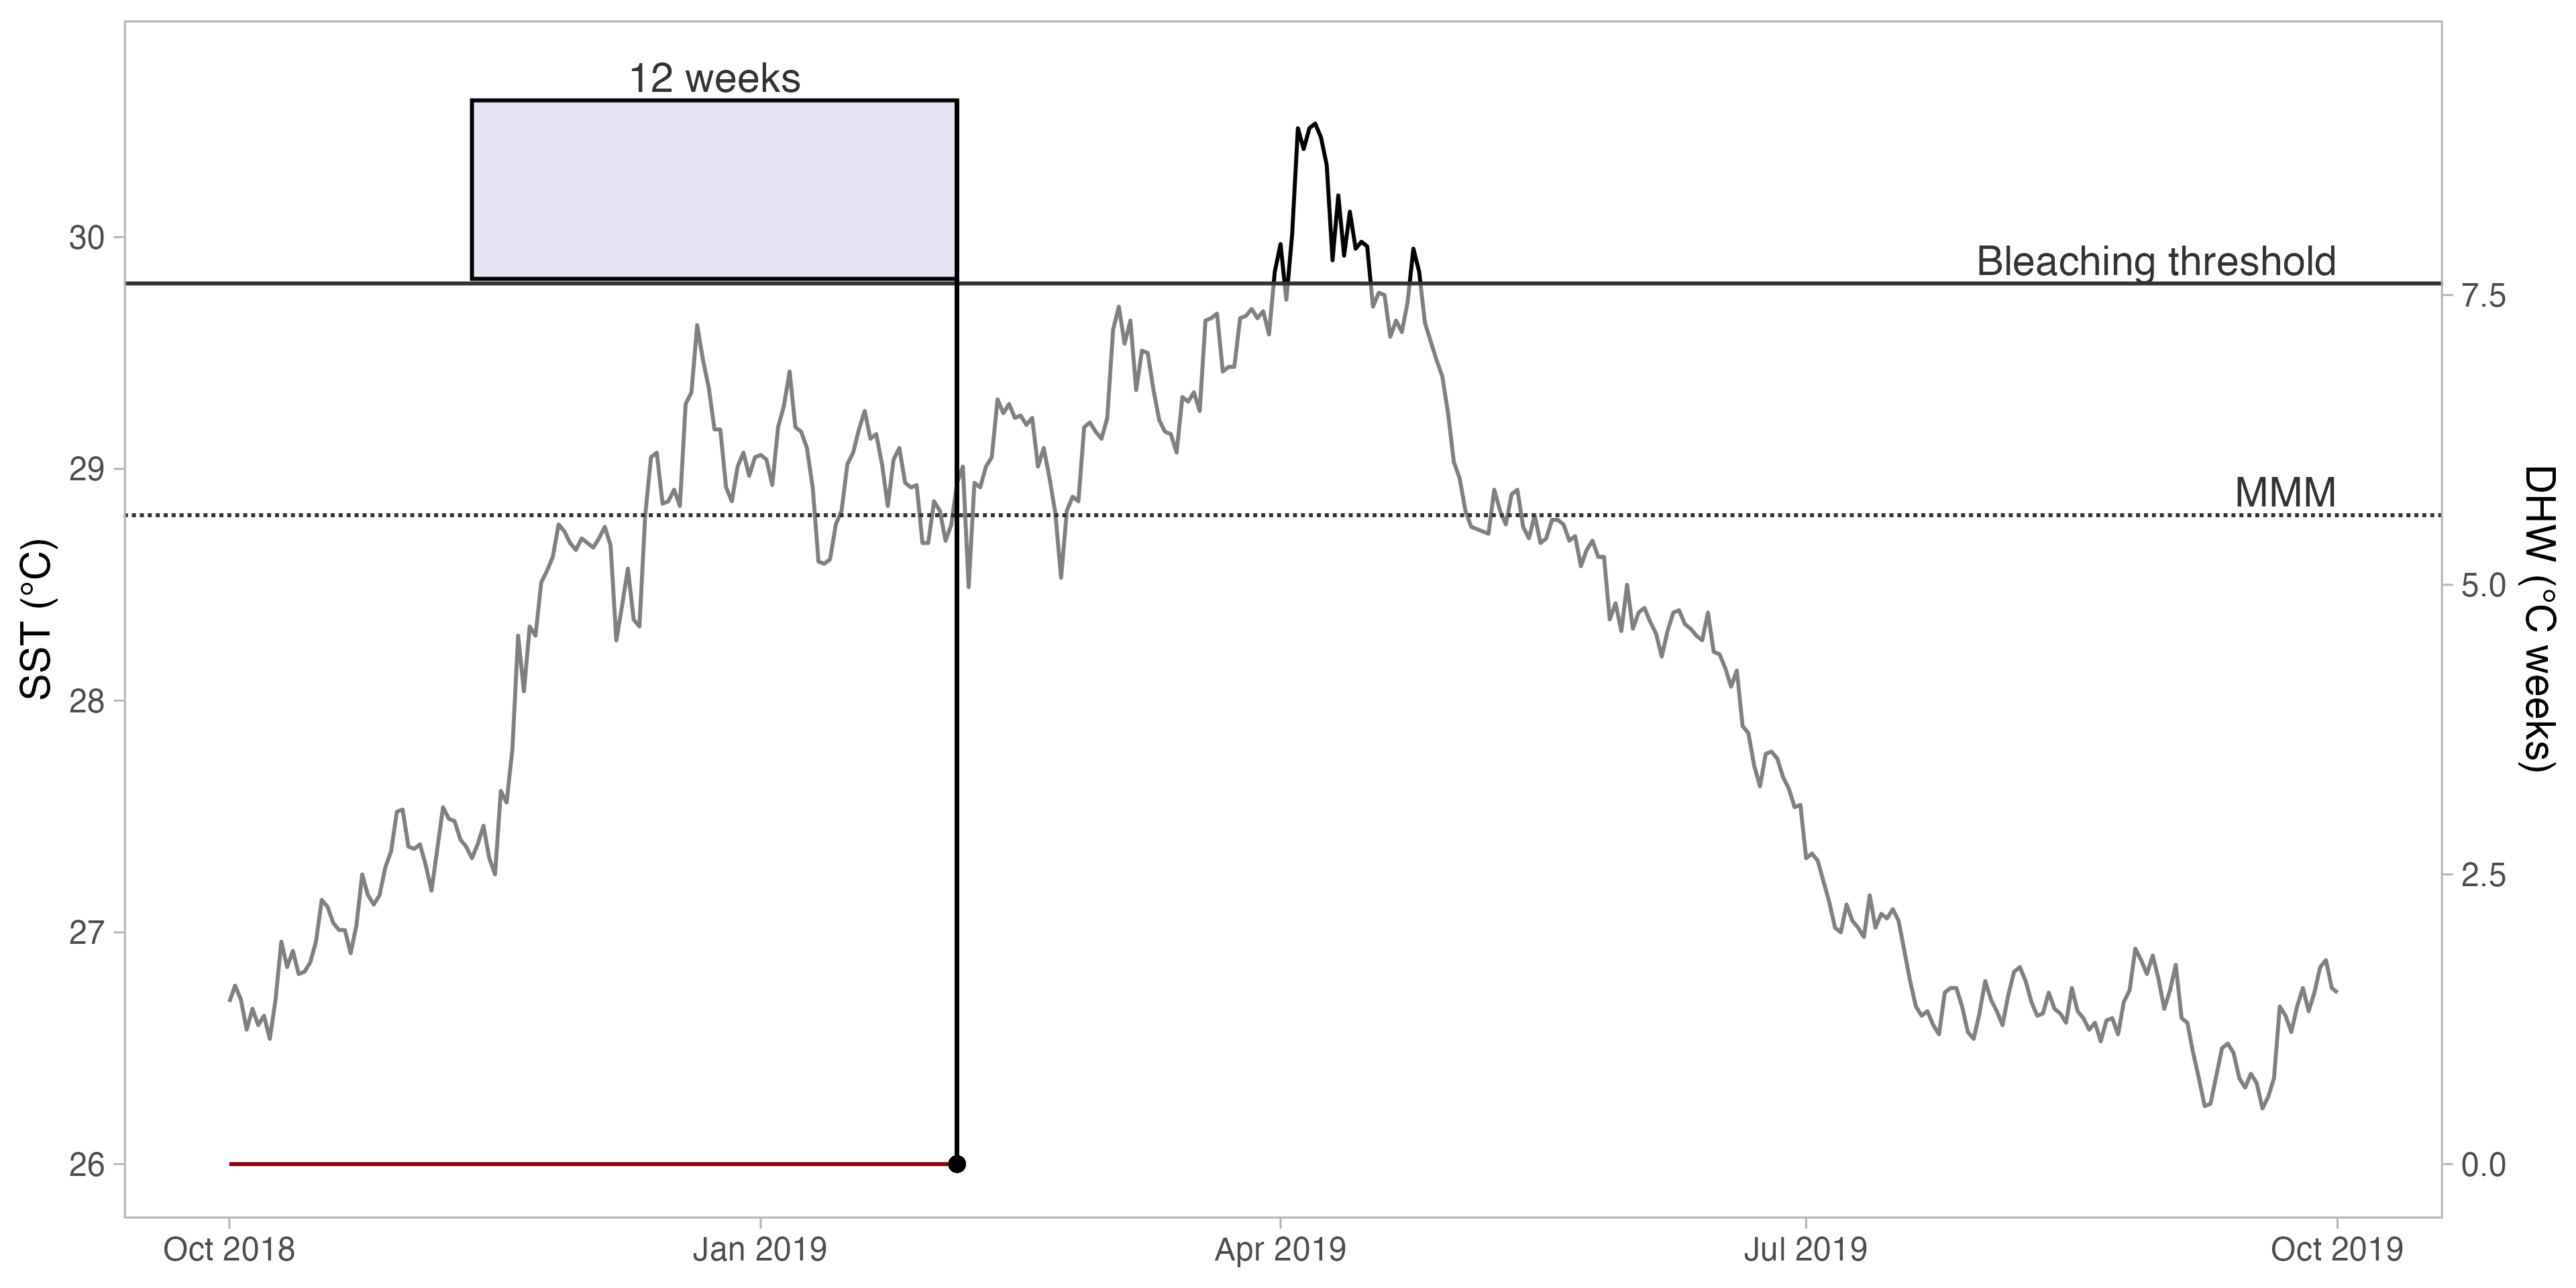 12 weeks
Bleaching threshold
MMM
SST (°C)
30
29
28
27
26
DHW (°C weeks)
7.5
5.0
2.5
0.0
Oct 2018
Jan 2019
Apr 2019
Jul 2019
Oct 2019